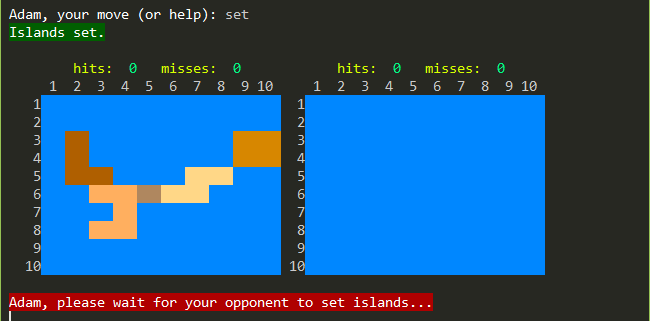 Adam, your move (or help): set
Islands set.
hits: 0 misses: 0 hits: 0 misses: 0
1 2 3 4 5 6 7 8 9 10 1 2 3 4 5 6 7 8 9 10
1 1
2 2
3 3
4 4
5 5
6 6
7 7
8 8
9 9
10 10
Adam, please wait for your opponent to set islands...